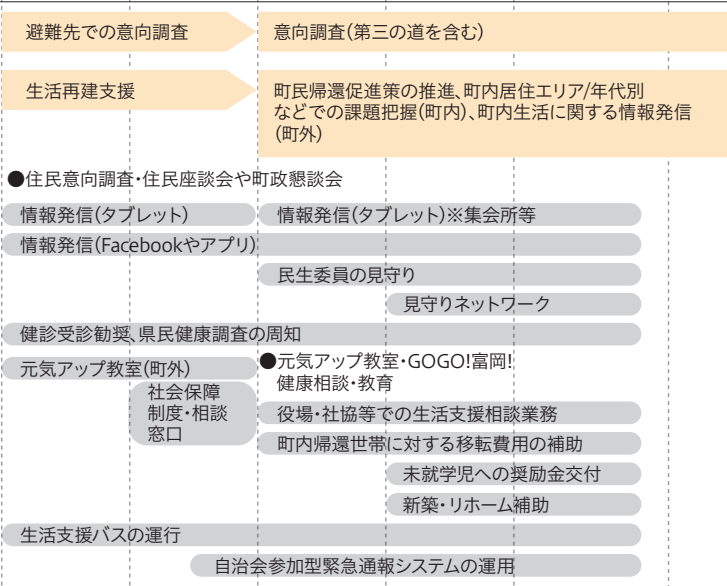 避難先での意向調査
意向調査(第三の道を含む)
生活再建支援
町民帰還促進策の推進、町内居住エリア/年代別
などでの課題把握(町内)、町内生活に関する情報発信
(町外)
●住民意向調査・住民座談会や町政懇談会
情報発信(タブレット)
情報発信(タブレット)※集会所等
情報発信(Facebookやアプリ)
民生委員の見守り
見守りネットワーク
健診受診勧奨、県民健康調査の周知
元気アップ教室(町外)
●元気アップ教室・GOGO!富岡!
健康相談・教育
社会保障
制度・相談
窓口
役場・社協等での生活支援相談業務
町内帰還世帯に対する移転費用の補助
未就学児への奨励金交付
新築・リホーム補助
生活支援バスの運行
自治会参加型緊急通報システムの運用